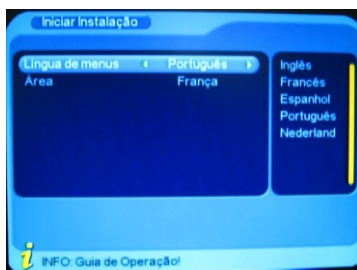 Iniciar Instalação
Língua de menus Português
Área França
Inglês
Francês
Espanhol
Português
Nederland
INFO: Guia de Operação!